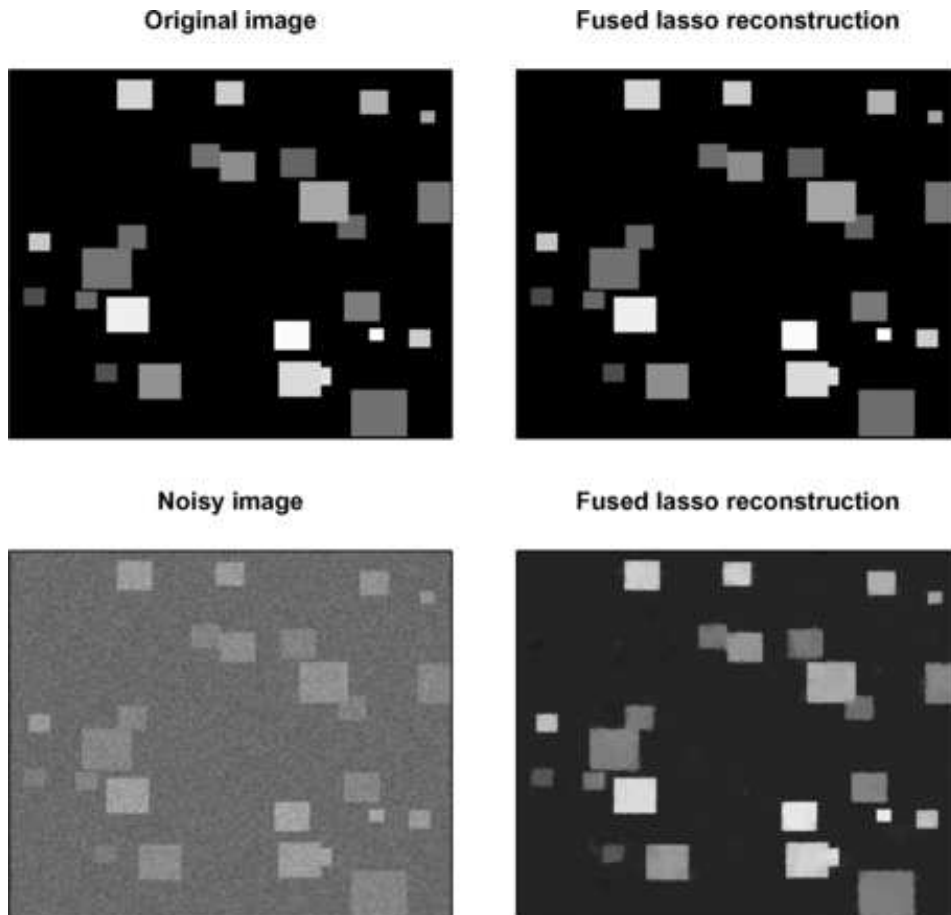 Original image
Fused lasso reconstruction
Noisy image
Fused lasso reconstruction